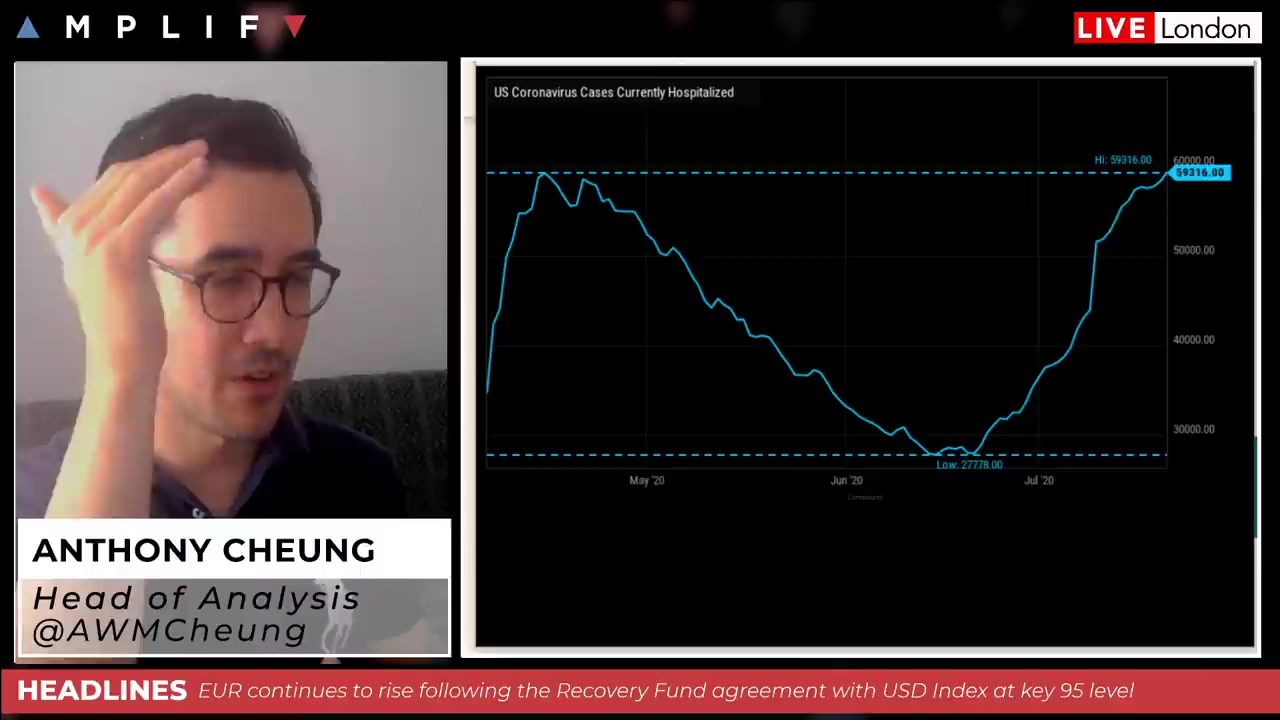 AMPLIFY
LIVE London
US Coronavirus Cases Currently Hospitalized
Hi: 59316.00
60000.00
59316.00
50000.00
40000.00
30000.00
Low: 27778.00
May '20
Jun '20
Jul '20
Compound
ANTHONY CHEUNG
Head of Analysis
@AWMCheung
HEADLINES EUR continues to rise following the Recovery Fund agreement with USD Index at key 95 level